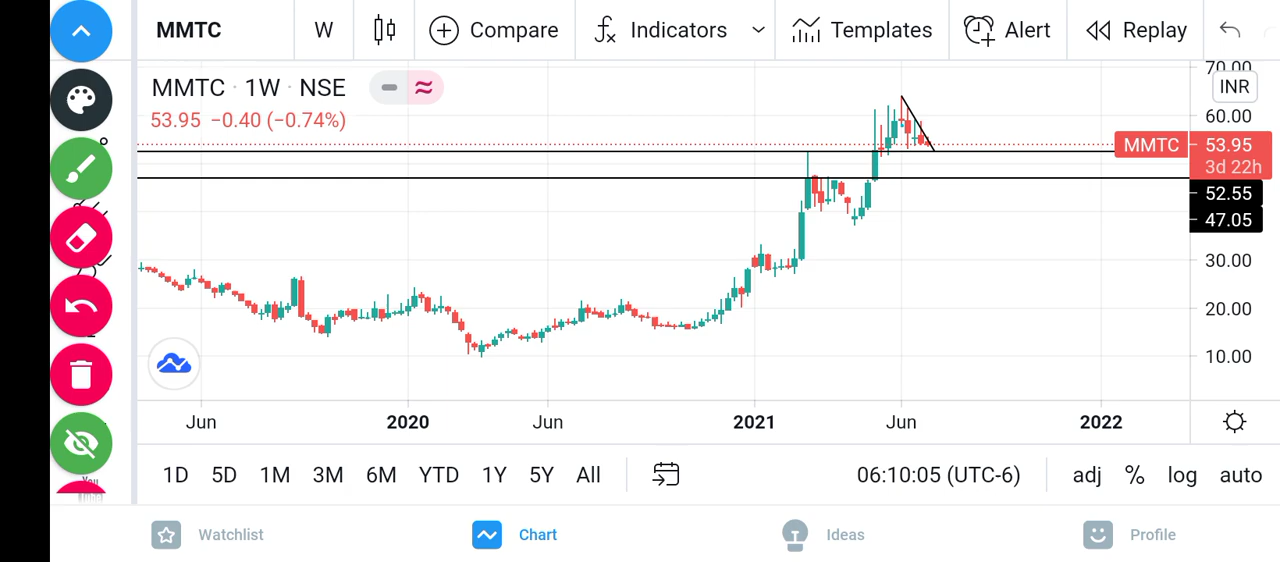 MMTC W Compare Indicators Templates Alert Replay
MMTC · 1W · NSE
53.95 −0.40 (−0.74%)
70.00
INR
60.00
MMTC 53.95
3d 22h
52.55
47.05
30.00
20.00
10.00
Jun 2020 Jun 2021 Jun 2022
1D 5D 1M 3M 6M YTD 1Y 5Y All 06:10:05 (UTC-6) adj % log auto
Watchlist Chart Ideas Profile